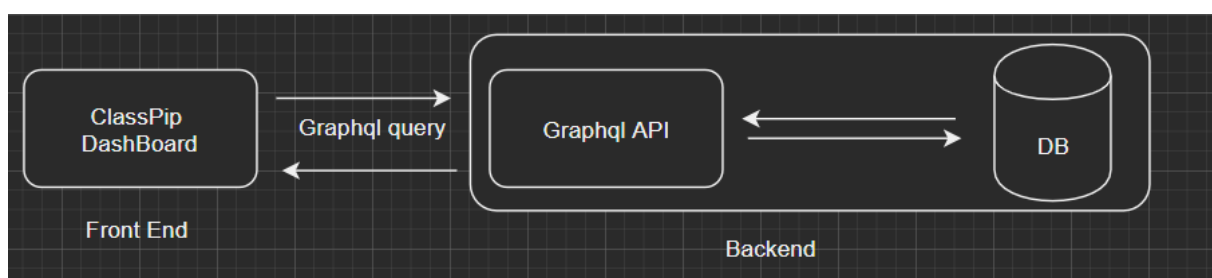 ClassPip
DashBoard
Graphql query
Graphql API
DB
Front End
Backend